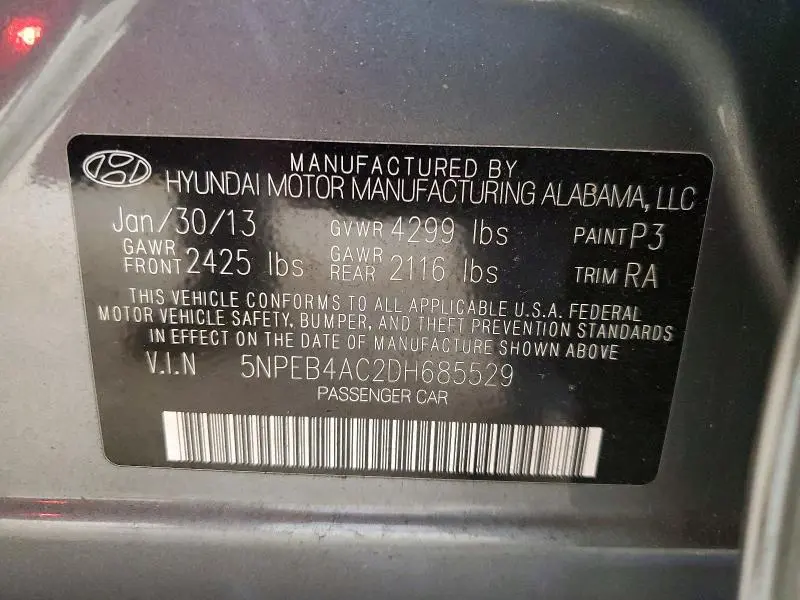 MANUFACTURED BY
HYUNDAI MOTOR MANUFACTURING ALABAMA, LLC
Jan/30/13 GVWR 4299 lbs PAINT P3
GAWR FRONT 2425 lbs GAWR REAR 2116 lbs TRIM RA
THIS VEHICLE CONFORMS TO ALL APPLICABLE U.S.A. FEDERAL
MOTOR VEHICLE SAFETY, BUMPER, AND THEFT PREVENTION STANDARDS
IN EFFECT ON THE DATE OF MANUFACTURE SHOWN ABOVE
V.I.N 5NPEB4AC2DH685529
PASSENGER CAR